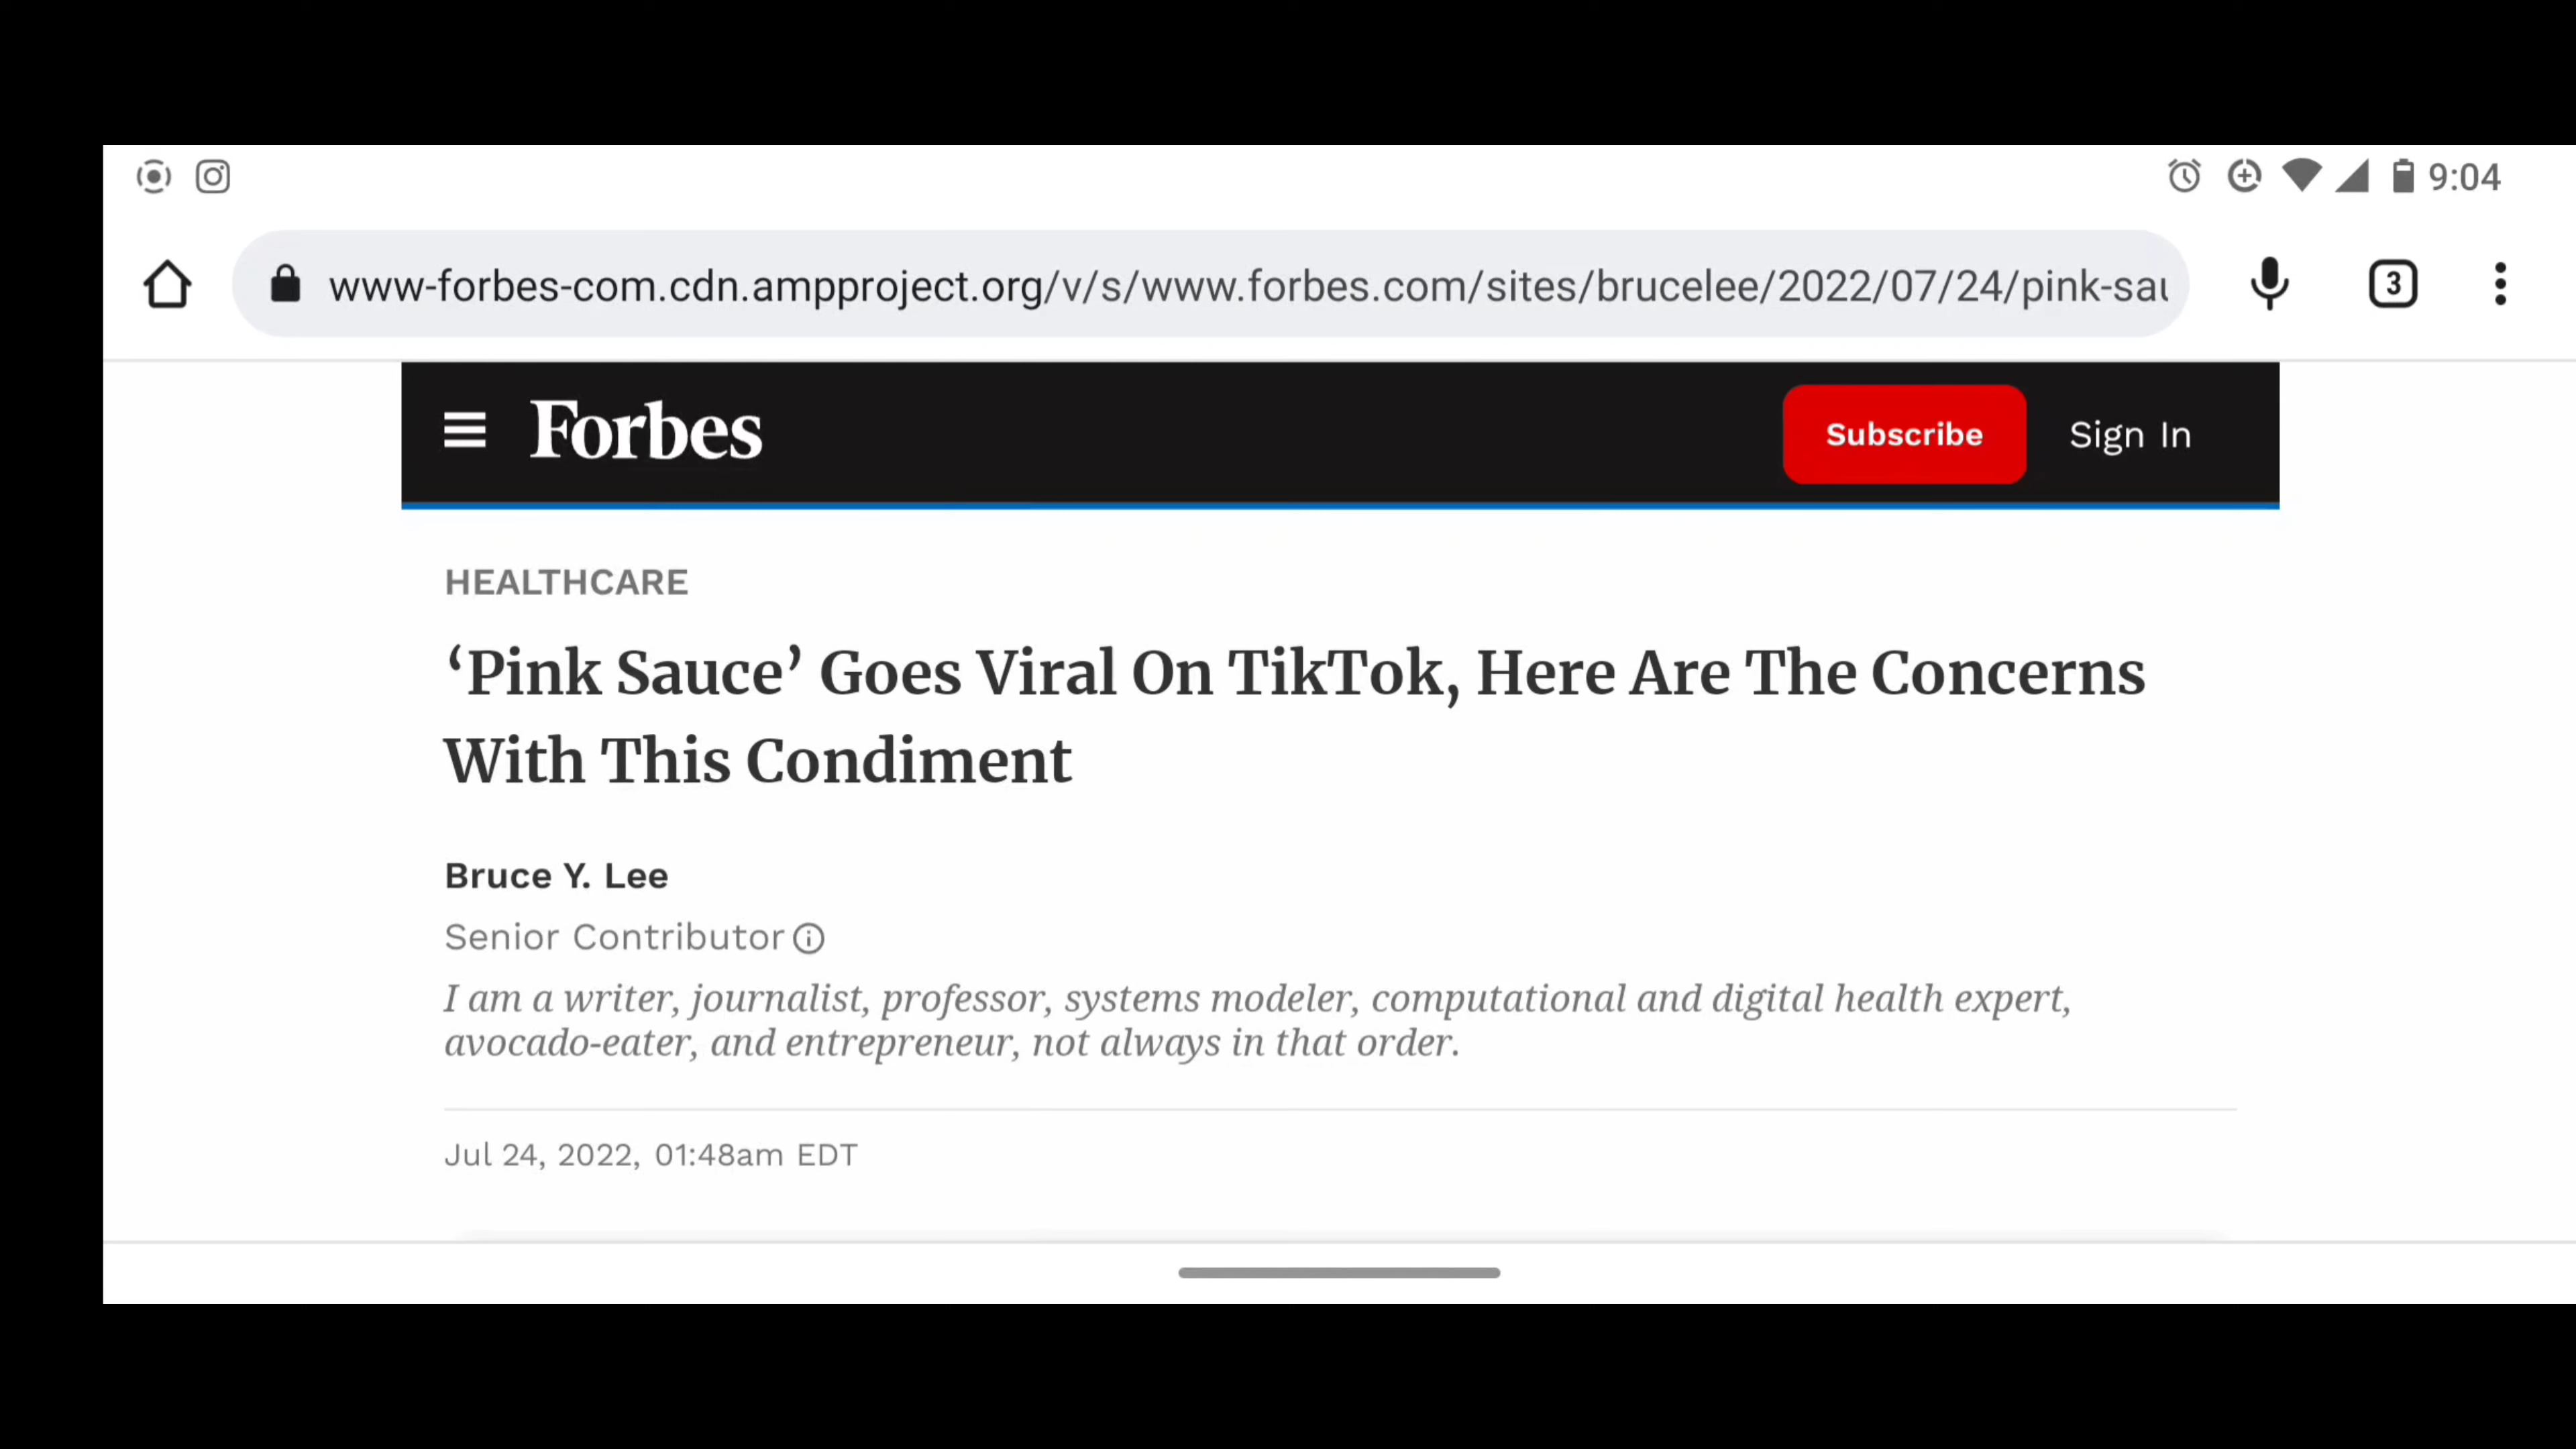 9:04
www-forbes-com.cdn.ampproject.org/v/s/www.forbes.com/sites/brucelee/2022/07/24/pink-sau
3
Forbes
Subscribe
Sign In
HEALTHCARE
‘Pink Sauce’ Goes Viral On TikTok, Here Are The Concerns
With This Condiment
Bruce Y. Lee
Senior Contributor
I am a writer, journalist, professor, systems modeler, computational and digital health expert,
avocado-eater, and entrepreneur, not always in that order.
Jul 24, 2022, 01:48am EDT